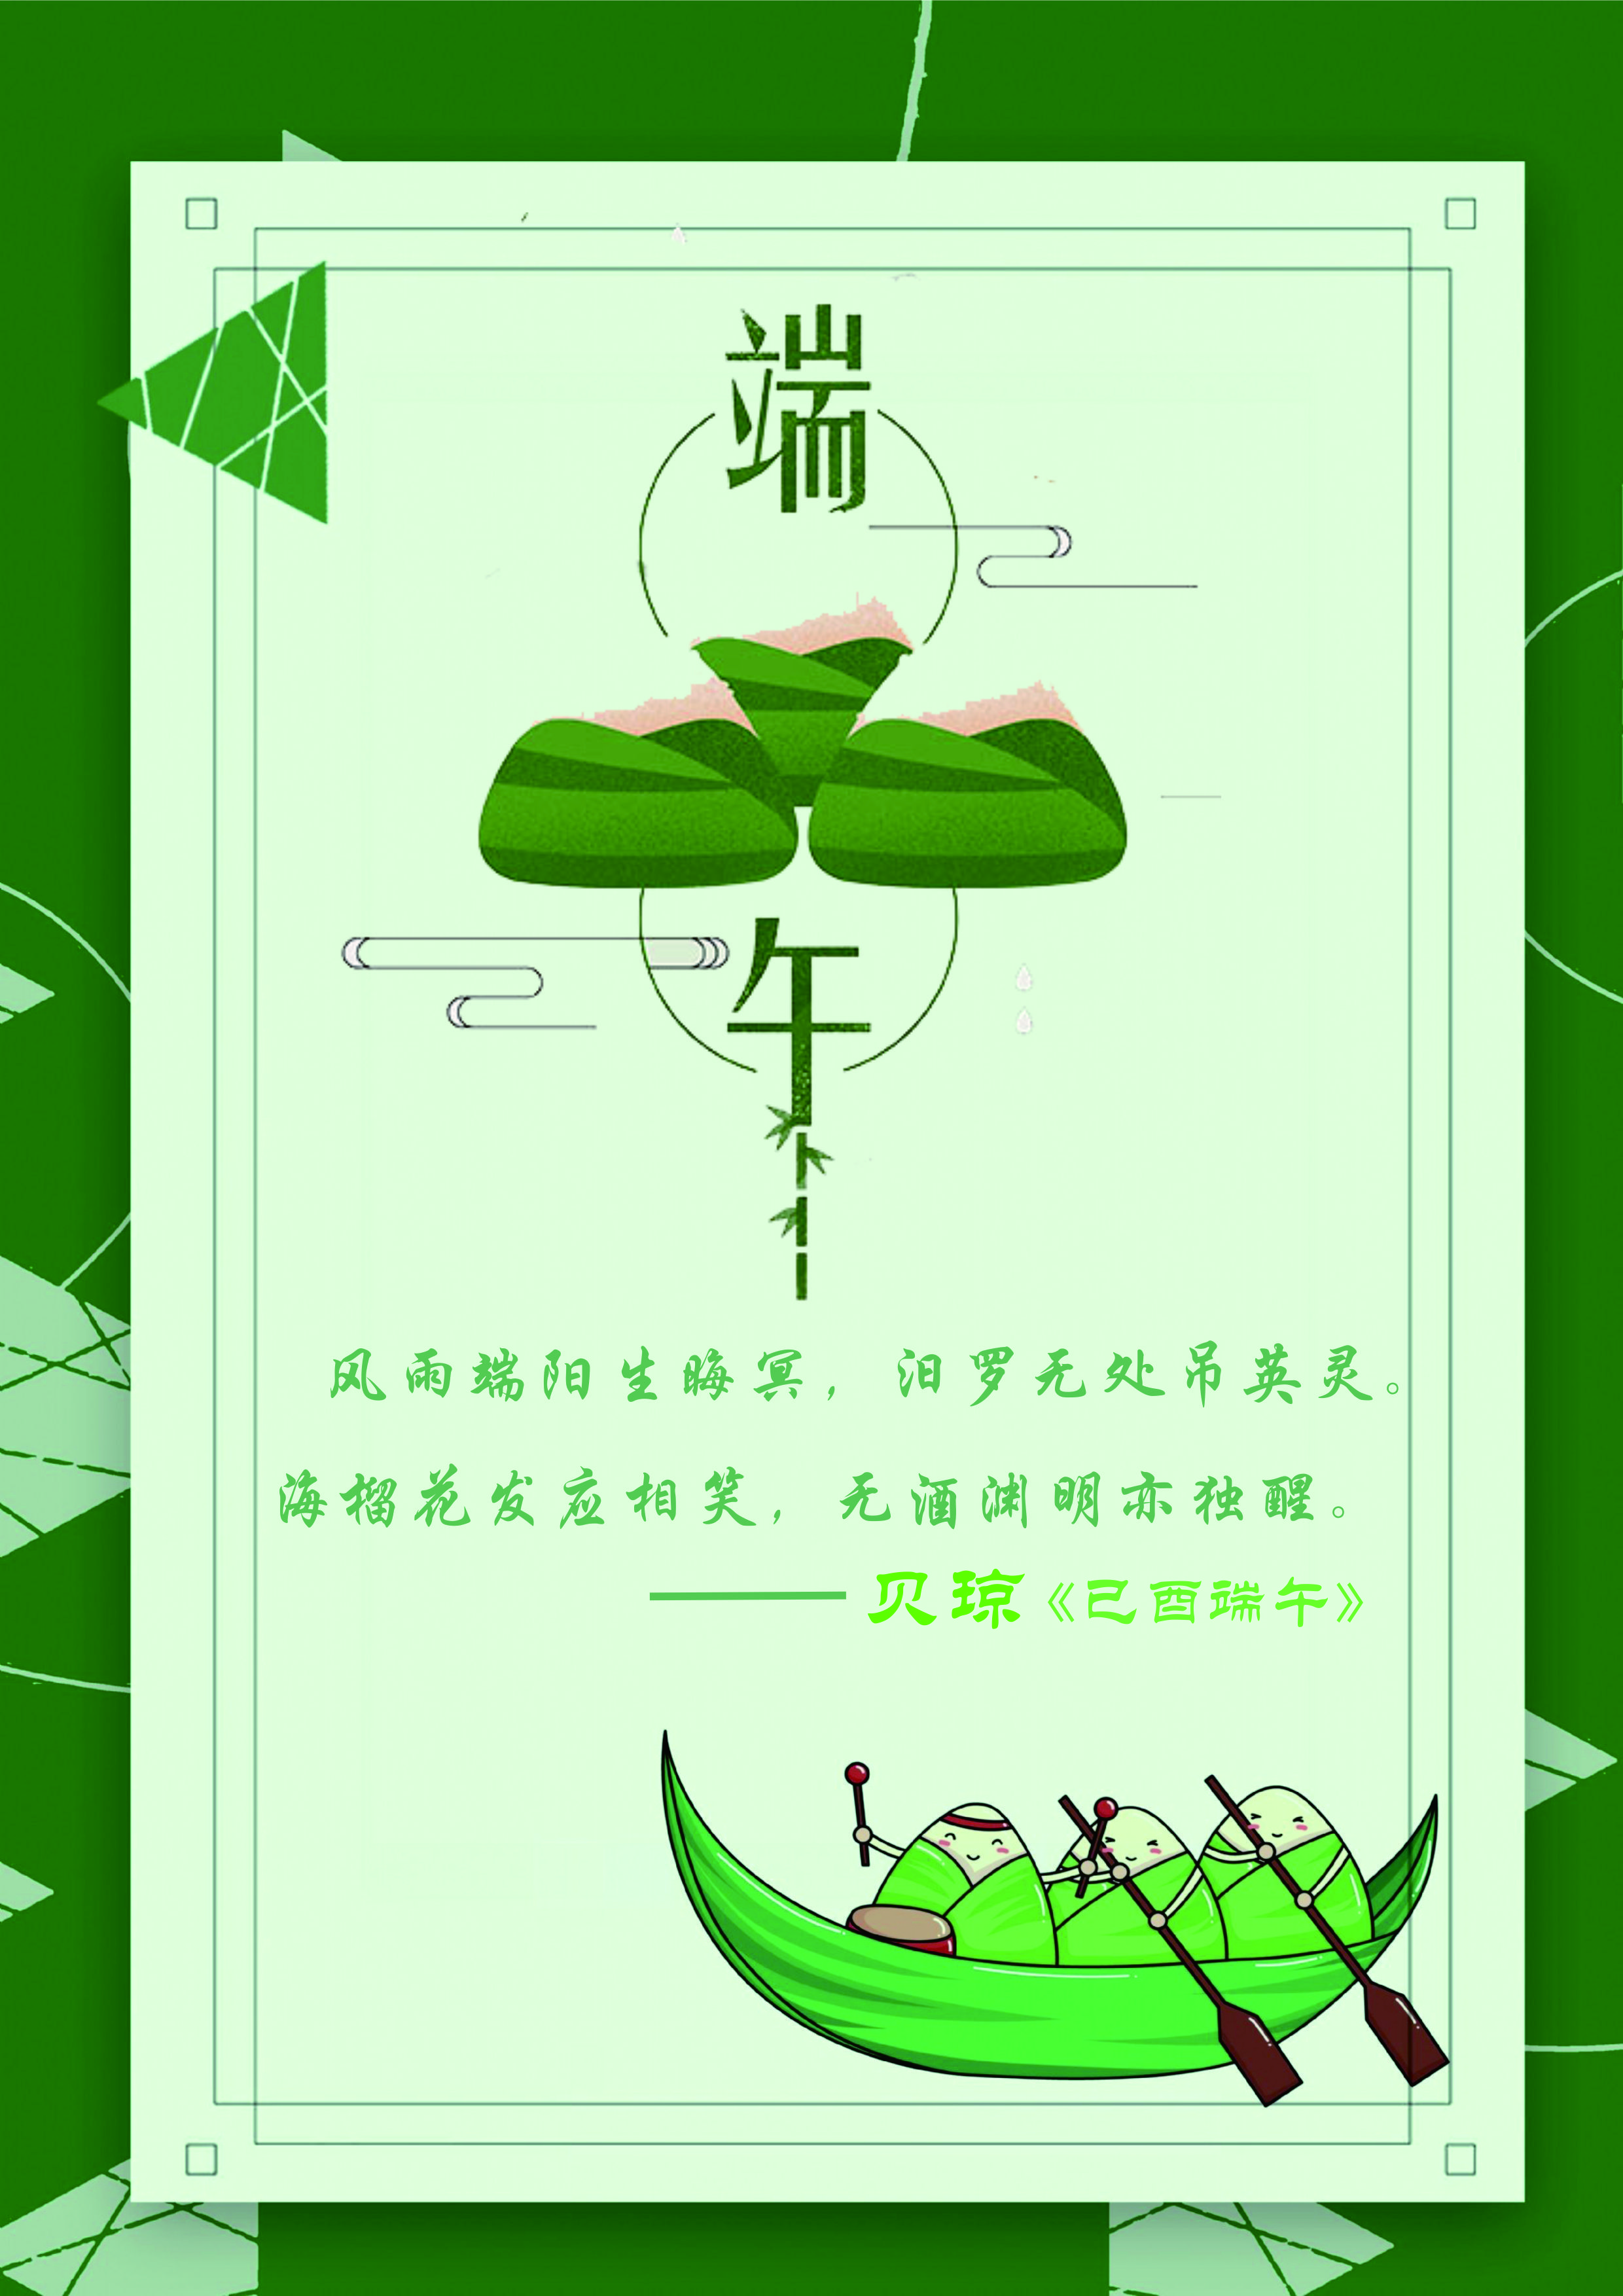 端
午
风雨端阳生晦冥，汨罗无处吊英灵。
海榴花发应相笑，无酒渊明亦独醒。
——贝琼《己酉端午》